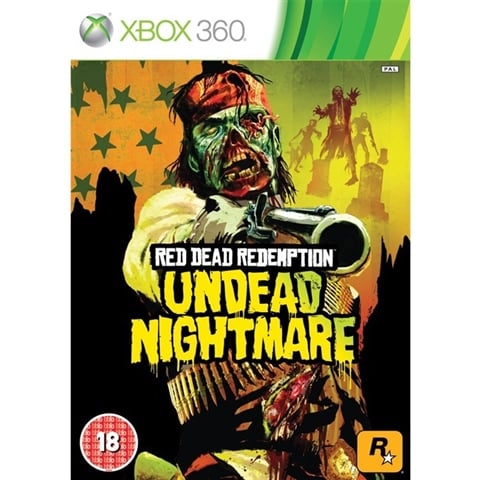 XBOX 360
PAL
RED DEAD REDEMPTION
UNDEAD
NIGHTMARE
18
R